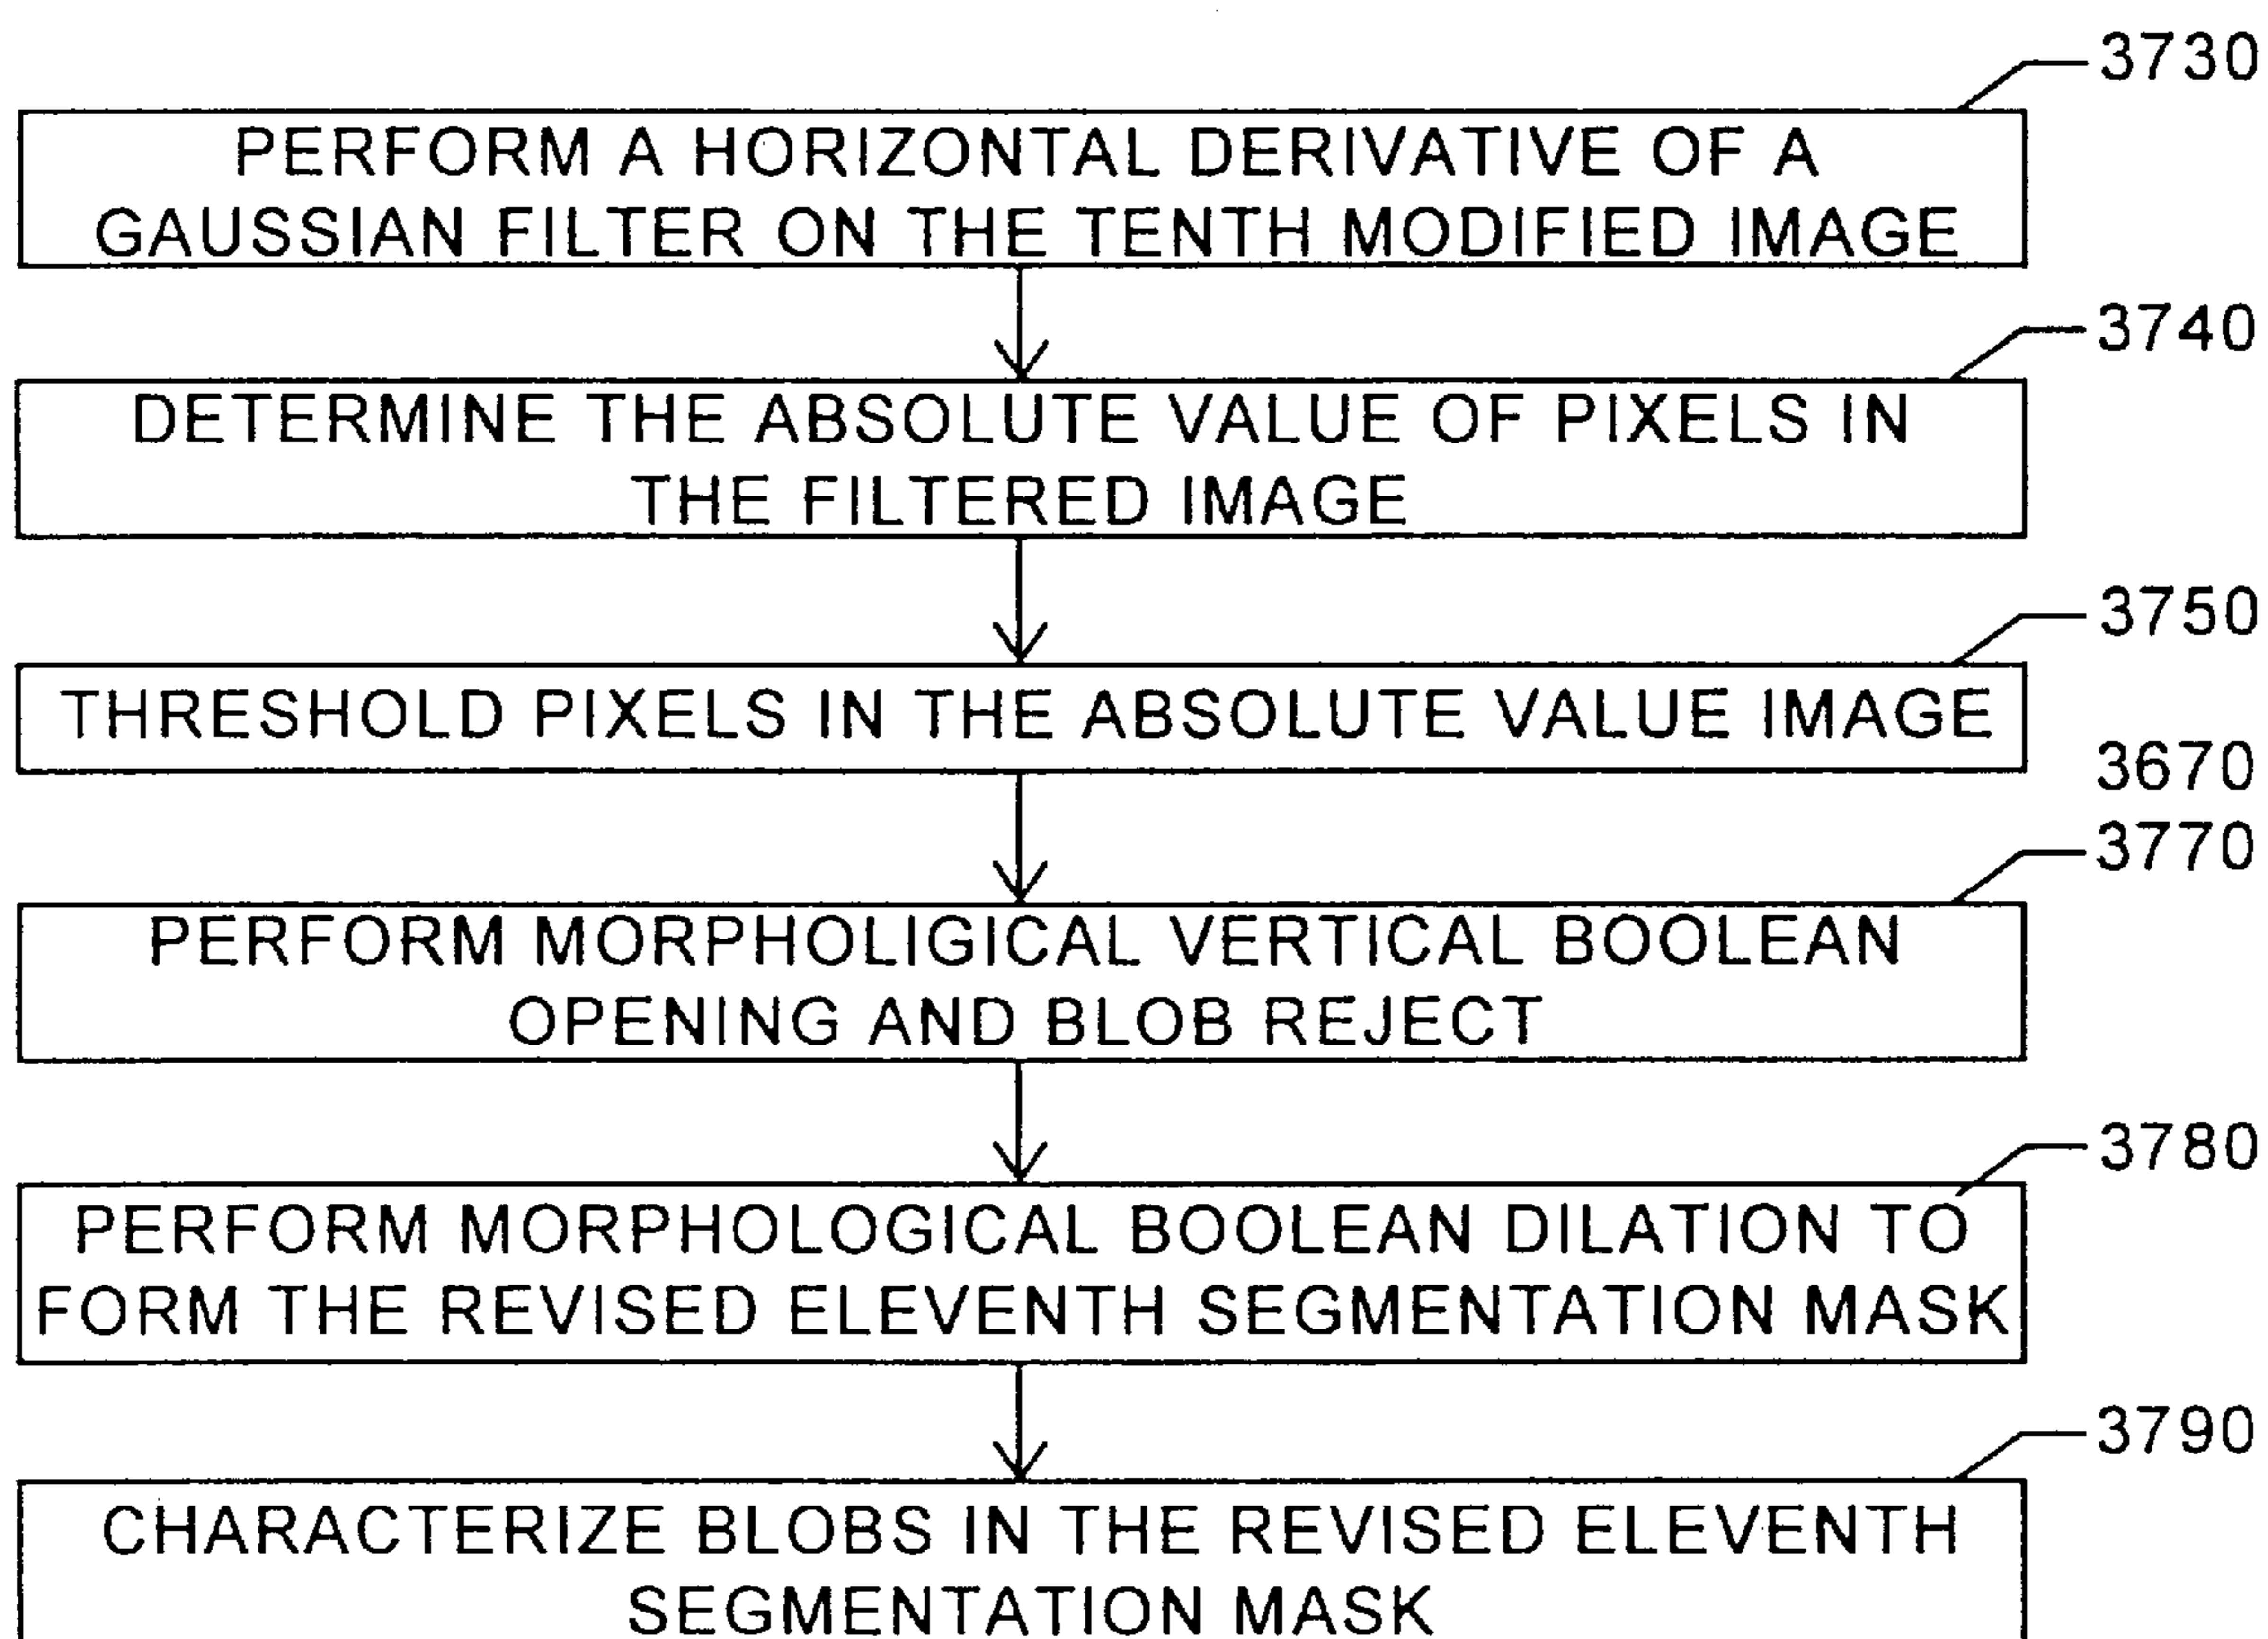 3730
PERFORM A HORIZONTAL DERIVATIVE OF A
GAUSSIAN FILTER ON THE TENTH MODIFIED IMAGE
3740
DETERMINE THE ABSOLUTE VALUE OF PIXELS IN
THE FILTERED IMAGE
3750
THRESHOLD PIXELS IN THE ABSOLUTE VALUE IMAGE
3670
3770
PERFORM MORPHOLIGICAL VERTICAL BOOLEAN
OPENING AND BLOB REJECT
3780
PERFORM MORPHOLOGICAL BOOLEAN DILATION TO
FORM THE REVISED ELEVENTH SEGMENTATION MASK
3790
CHARACTERIZE BLOBS IN THE REVISED ELEVENTH
SEGMENTATION MASK